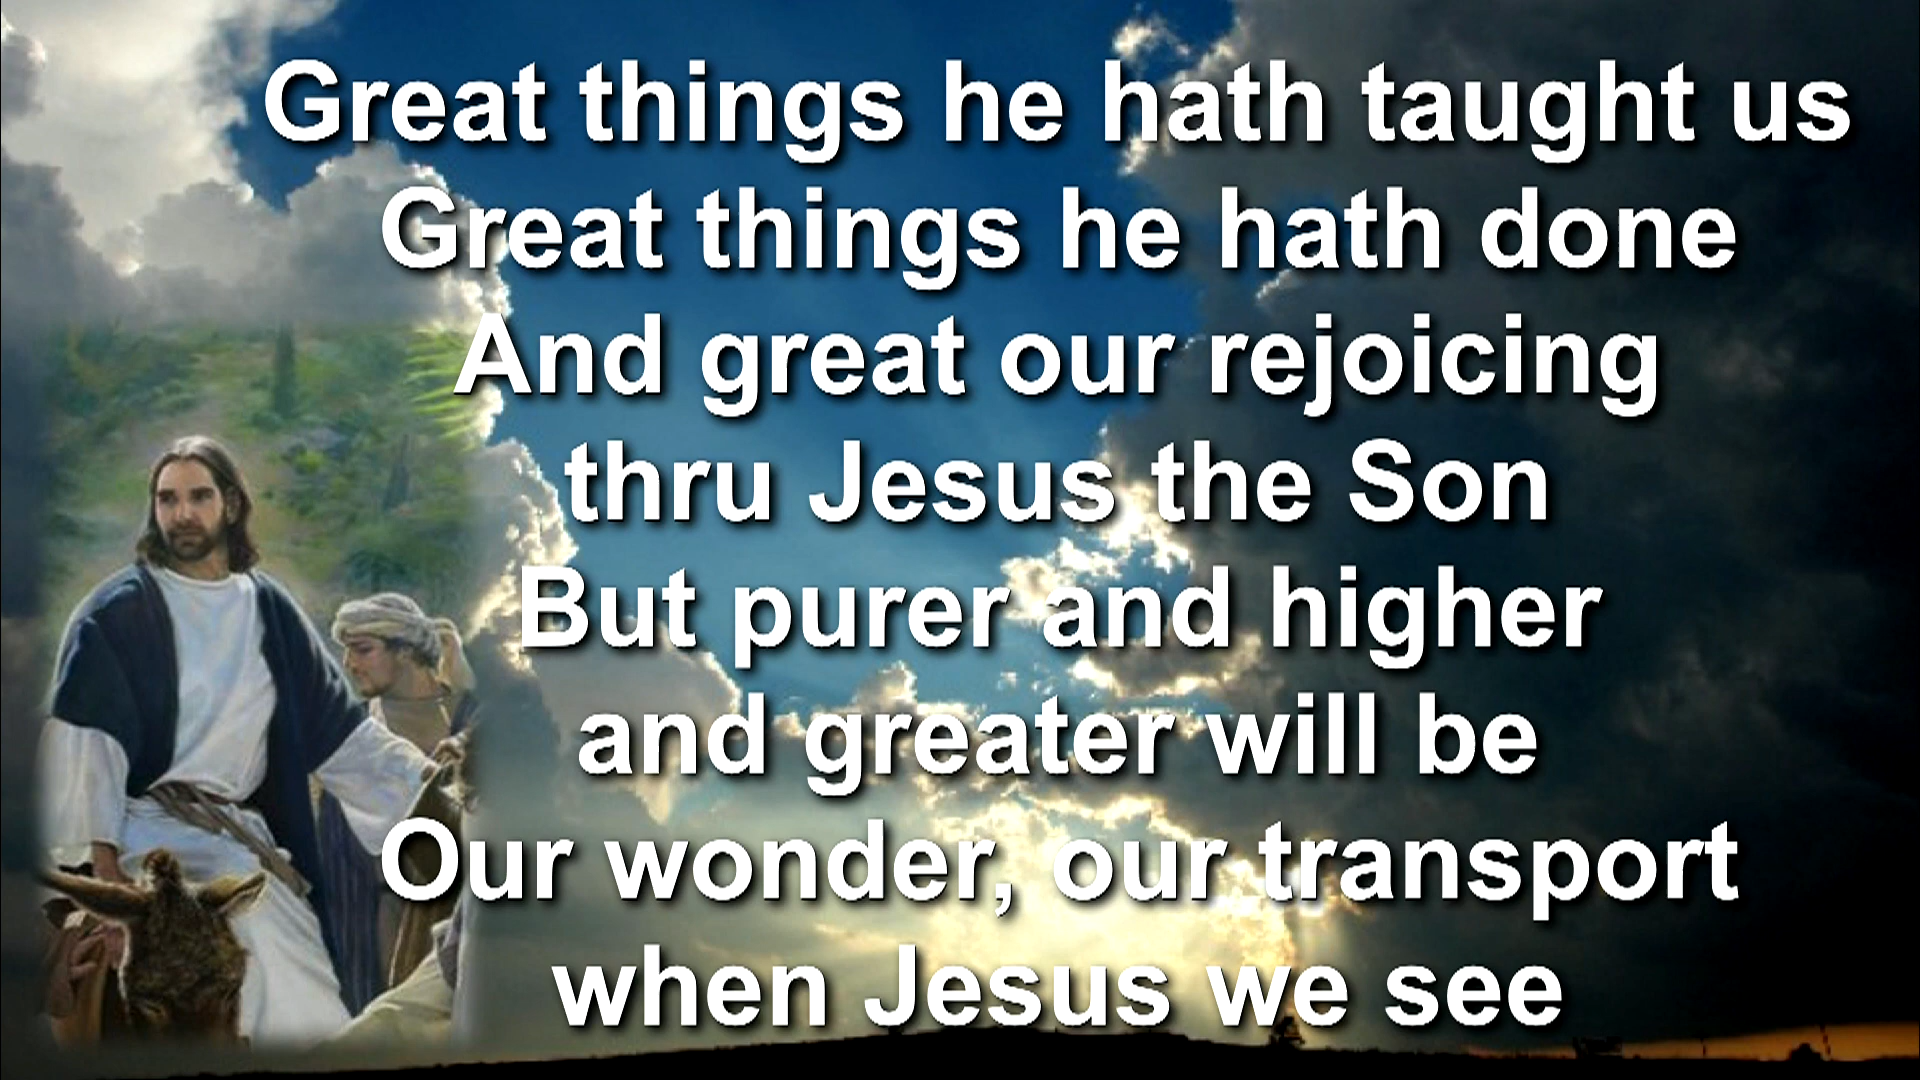 Great things he hath taught us
Great things he hath done
And great our rejoicing
thru Jesus the Son
But purer and higher
and greater will be
Our wonder, our transport
when Jesus we see